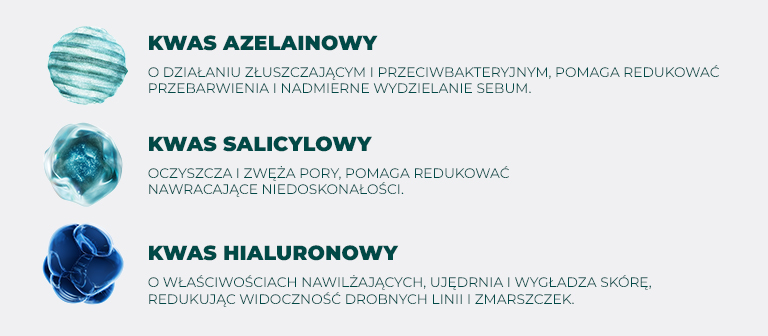 KWAS AZELAINOWY
O DZIAŁANIU ZŁUSZCZAJĄCYM I PRZECIWBAKTERYJNYM, POMAGA REDUKOWAĆ
PRZEBARWIENIA I NADMIERNE WYDZIELANIE SEBUM.
KWAS SALICYLOWY
OCZYSZCZA I ZWĘŻA PORY, POMAGA REDUKOWAĆ
NAWRACAJĄCE NIEDOSKONAŁOŚCI.
KWAS HIALURONOWY
O WŁAŚCIWOŚCIACH NAWILŻAJĄCYCH, UJĘDRNIA I WYGŁADZA SKÓRĘ,
REDUKUJĄC WIDOCZNOŚĆ DROBNYCH LINII I ZMARSZCZEK.